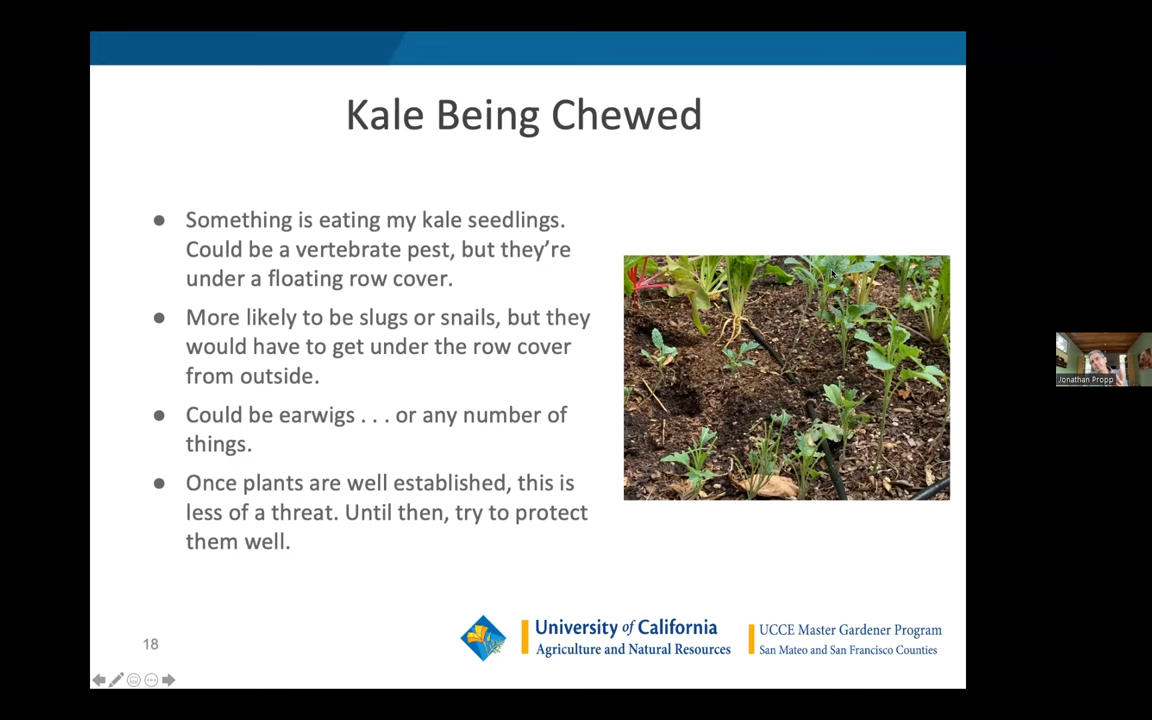 Kale Being Chewed
● Something is eating my kale seedlings.
Could be a vertebrate pest, but they’re
under a floating row cover.
● More likely to be slugs or snails, but they
would have to get under the row cover
from outside.
● Could be earwigs . . . or any number of
things.
● Once plants are well established, this is
less of a threat. Until then, try to protect
them well.
Jonathan Propp
18
University of California
Agriculture and Natural Resources
UCCE Master Gardener Program
San Mateo and San Francisco Counties